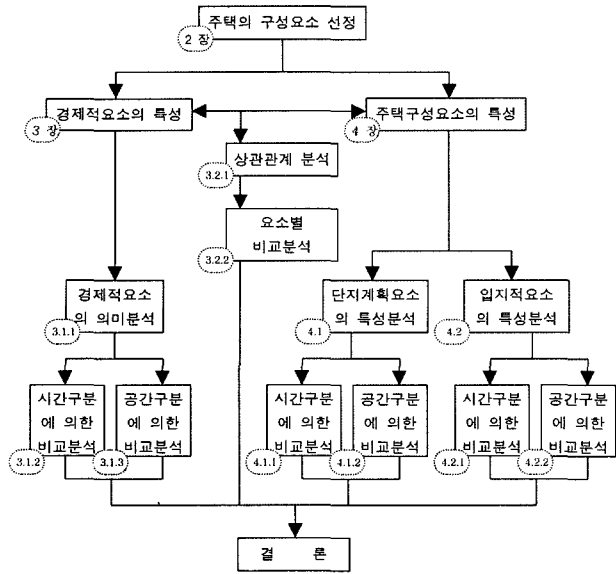 주택의 구성요소 선정
2 장
경제적요소의 특성
3 장
주택구성요소의 특성
4 장
상관관계 분석
3.2.1
요소별
비교분석
3.2.2
경제적요소
의 의미분석
3.1.1
단지계획요소
의 특성분석
4.1
입지적요소
의 특성분석
4.2
시간구분
에 의한
비교분석
3.1.2
공간구분
에 의한
비교분석
3.1.3
시간구분
에 의한
비교분석
4.1.1
공간구분
에 의한
비교분석
4.1.2
시간구분
에 의한
비교분석
4.2.1
공간구분
에 의한
비교분석
4.2.2
결 론